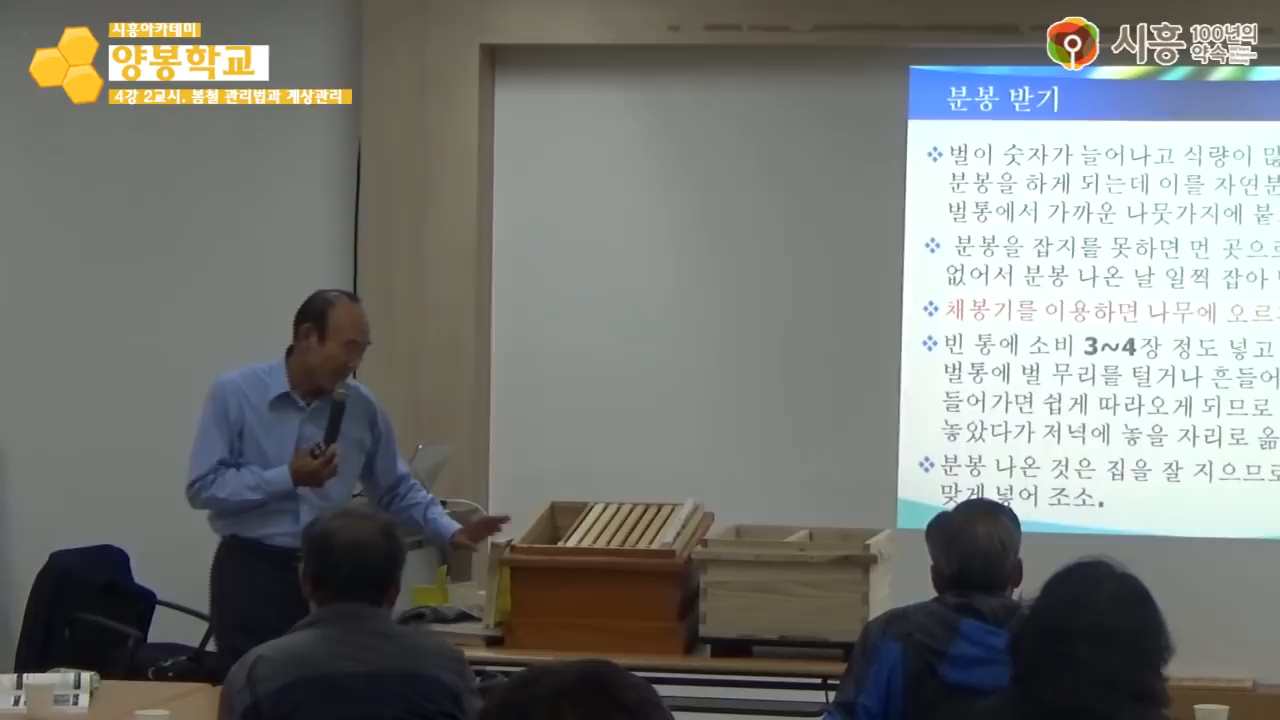 시흥아카데미
양봉학교
4강 2교시. 봄철 관리법과 계상관리
시흥 100년의 약속
분봉 받기
❖ 벌이 숫자가 늘어나고 식량이
분봉을 하게 되는데 이를 자연분
벌통에서 가까운 나뭇가지에 붙
❖ 분봉을 잡지를 못하면 먼 곳으로
없어서 분봉 나온 날 일찍 잡아
❖ 채봉기를 이용하면 나무에 오르
❖ 빈 통에 소비 3~4장 정도 넣고
벌통에 벌 무리를 털거나 흔들어
들어가면 쉽게 따라오게 되므로
놓았다가 저녁에 놓을 자리로 옮
❖ 분봉 나온 것은 집을 잘 지으므로
맞게 넣어 조소.